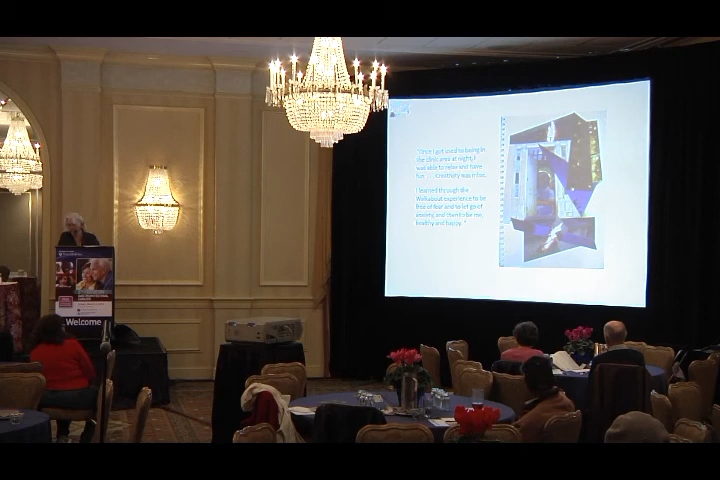 "Once I got used to being in
the clinic area at night, I
was able to relax and have
fun . . . Creativity was
I learned through the
Walkabout experience to be
free of fear and to let go of
anxiety, and then to be me,
healthy and happy."
Welcome